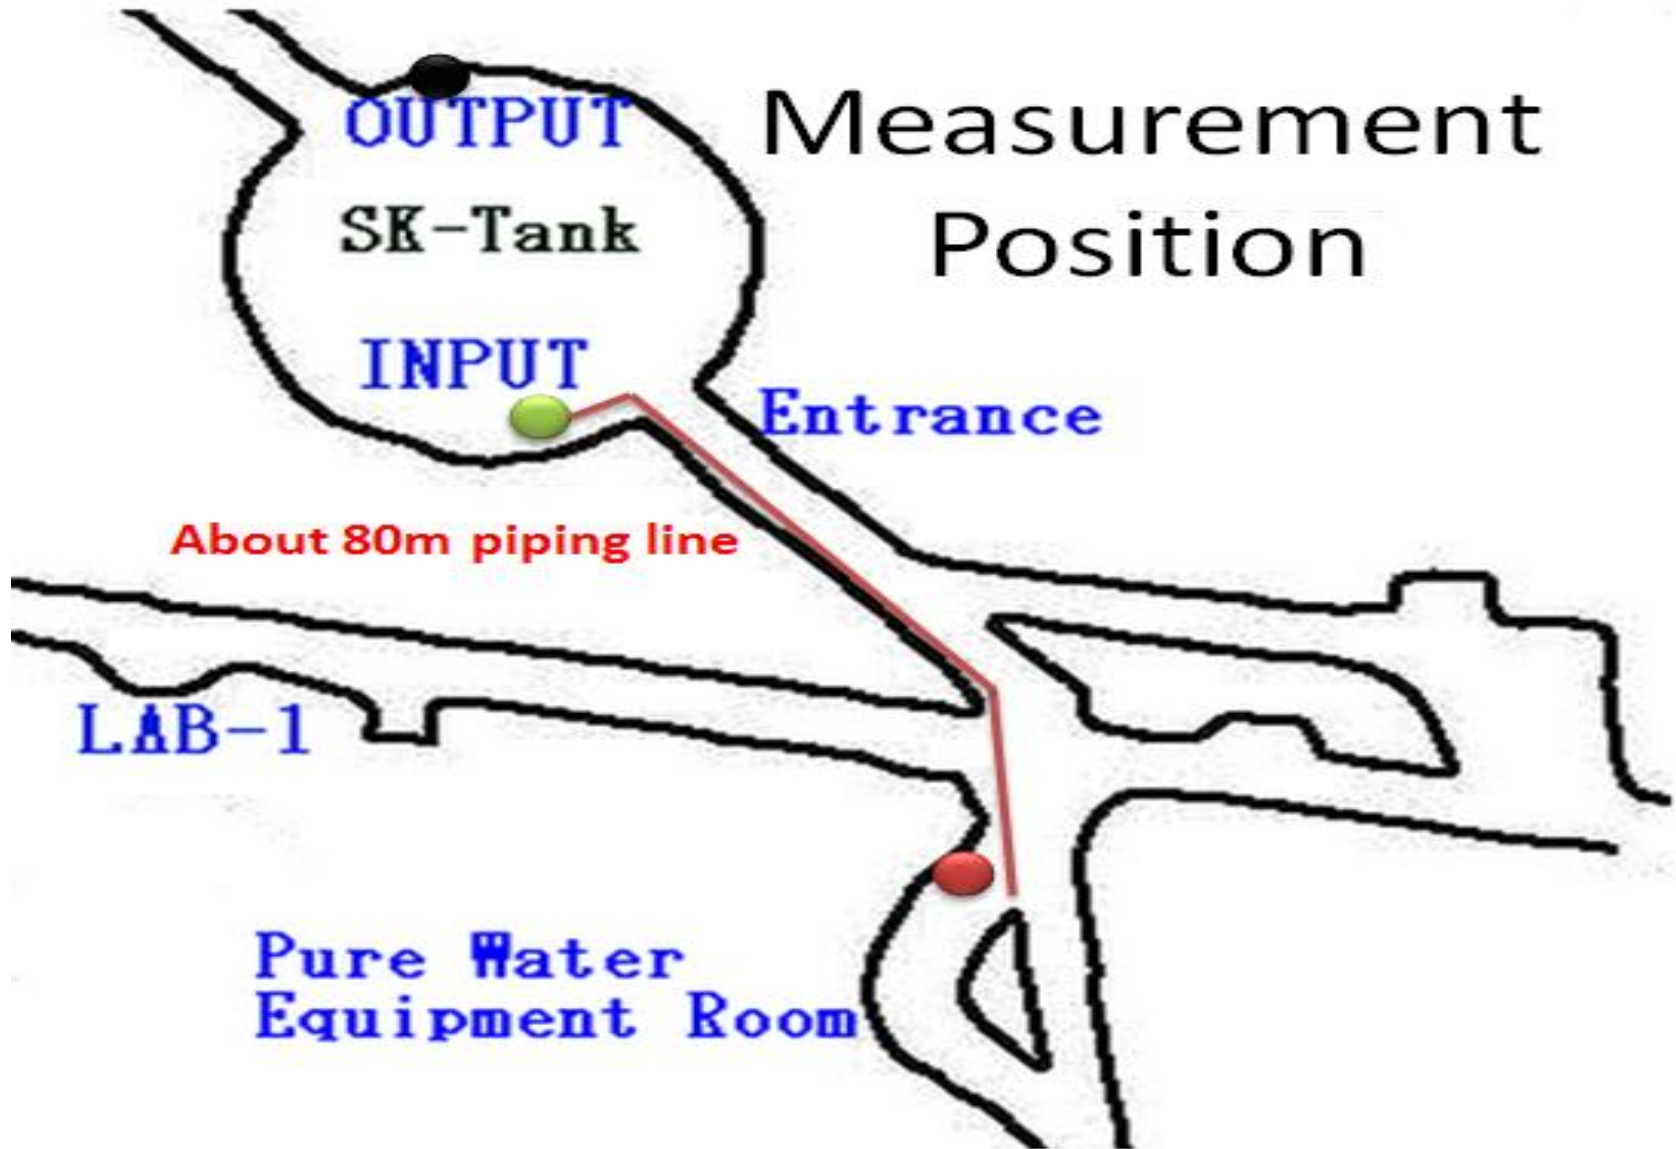 Measurement
Position
OUTPUT
SK-Tank
INPUT
Entrance
About 80m piping line
LAB-1
Pure Water
Equipment Room